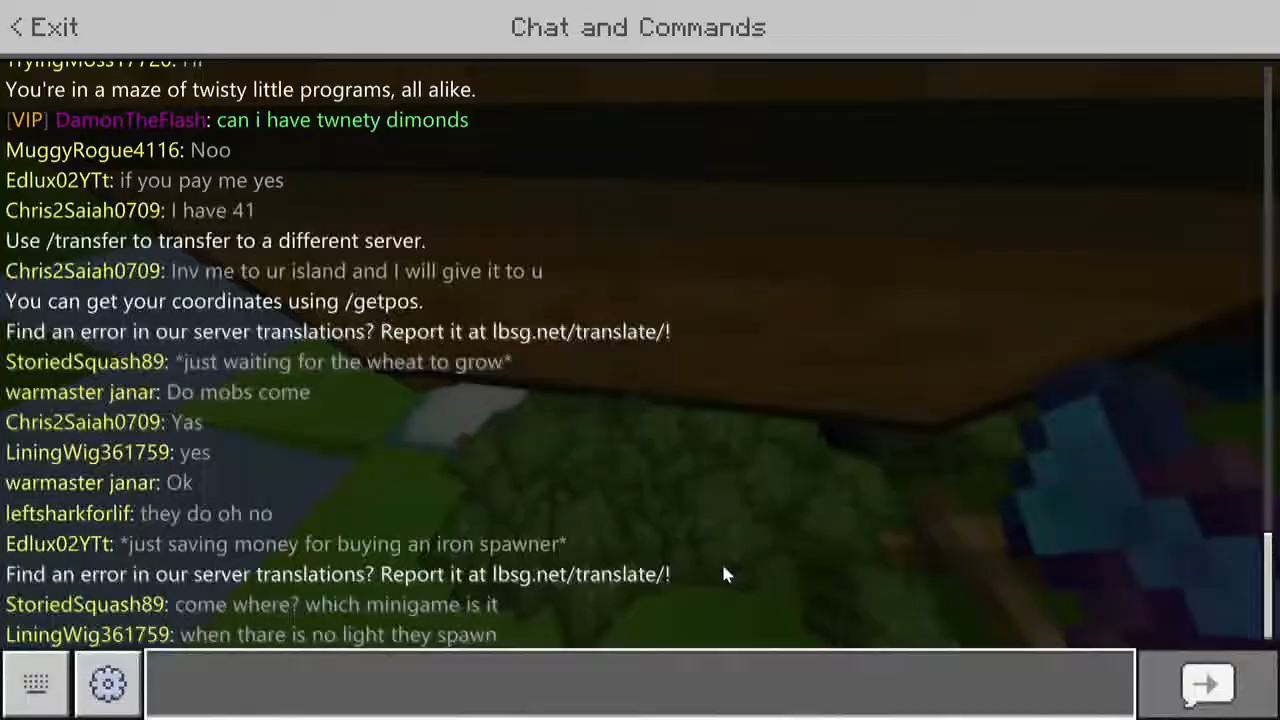 < Exit
Chat and Commands
You're in a maze of twisty little programs, all alike.
[VIP] DamonTheFlash: can i have twnety dimonds
MuggyRogue4116: Noo
Edlux02YTt: if you pay me yes
Chris2Saiah0709: I have 41
Use /transfer to transfer to a different server.
Chris2Saiah0709: Inv me to ur island and I will give it to u
You can get your coordinates using /getpos.
Find an error in our server translations? Report it at lbsg.net/translate/!
StoriedSquash89: *just waiting for the wheat to grow*
warmaster janar: Do mobs come
Chris2Saiah0709: Yas
LiningWig361759: yes
warmaster janar: Ok
leftsharkforlif: they do oh no
Edlux02YTt: *just saving money for buying an iron spawner*
Find an error in our server translations? Report it at lbsg.net/translate/!
StoriedSquash89: come where? which minigame is it
LiningWig361759: when thare is no light they spawn